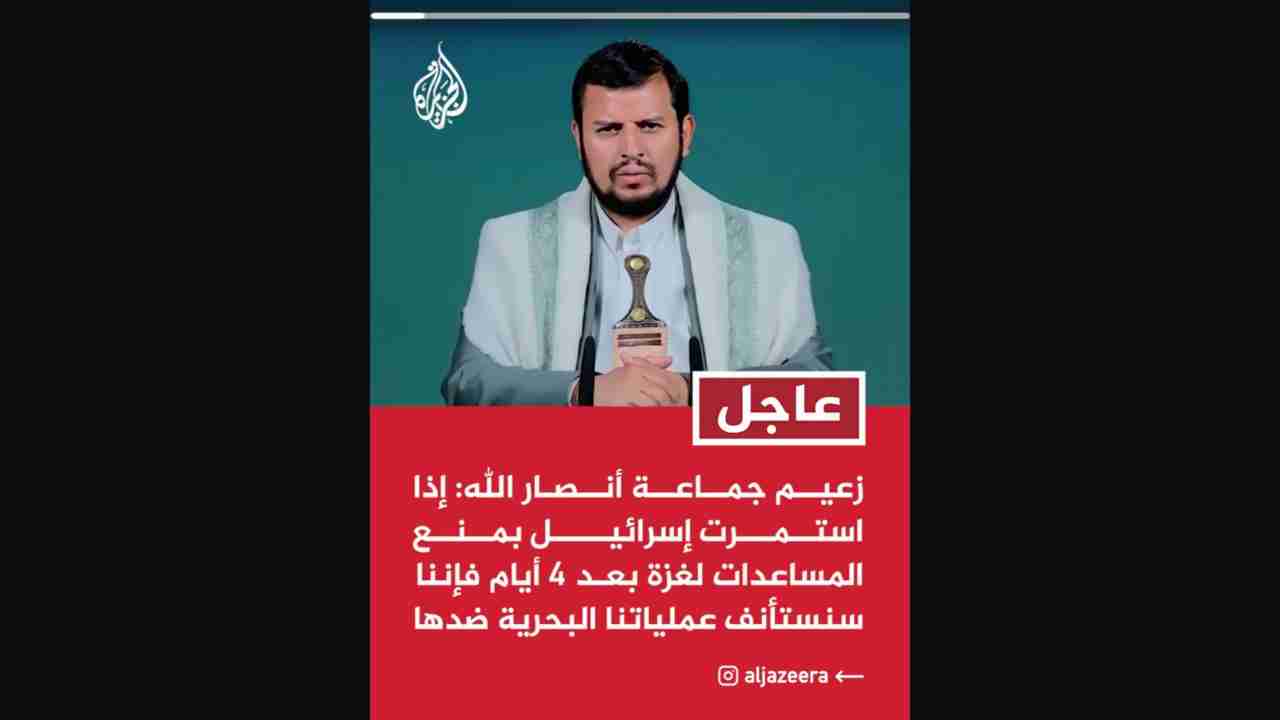 الجزيرة
عاجل
زعيم جماعة أنصار الله: إذا
استمرت إسرائيل بمنع
المساعدات لغزة بعد 4 أيام فإننا
سنستأنف عملياتنا البحرية ضدها
aljazeera